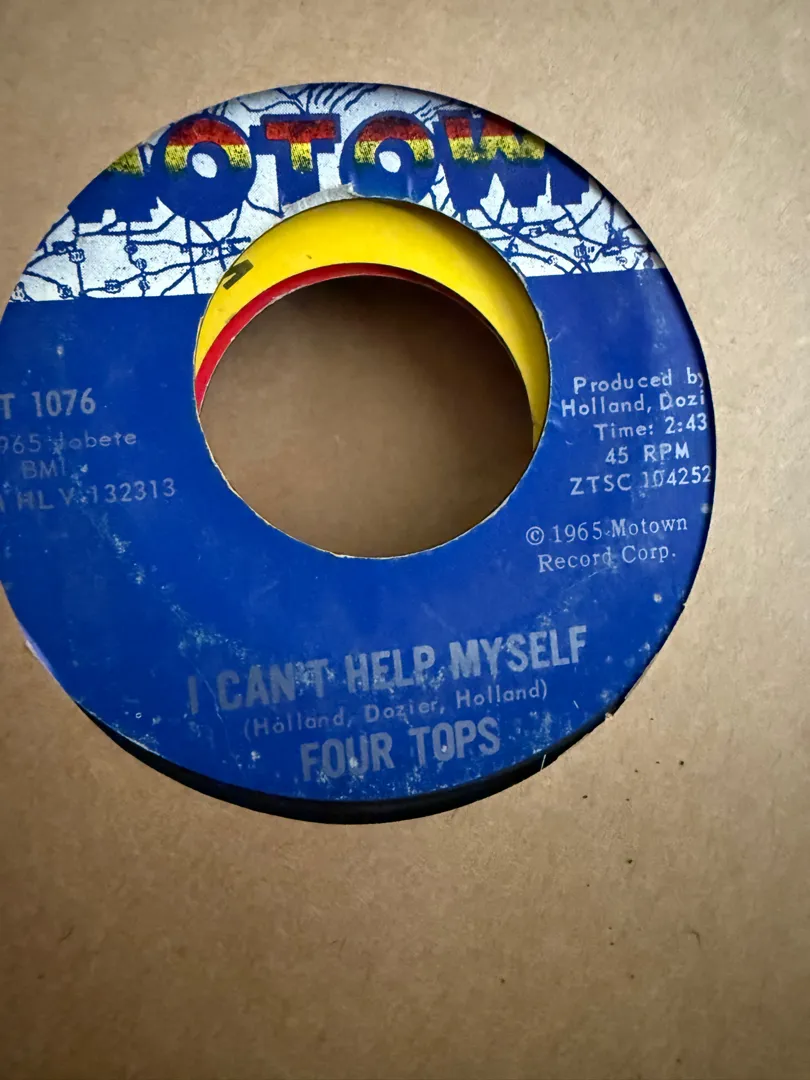 MOTOWN
T 1076
965 Jobete
BMI
HLV 132313
Produced by
Holland, Dozi
Time: 2:43
45 RPM
ZTSC 104252
© 1965 Motown
Record Corp.
I CAN'T HELP MYSELF
(Holland, Dozier, Holland)
FOUR TOPS